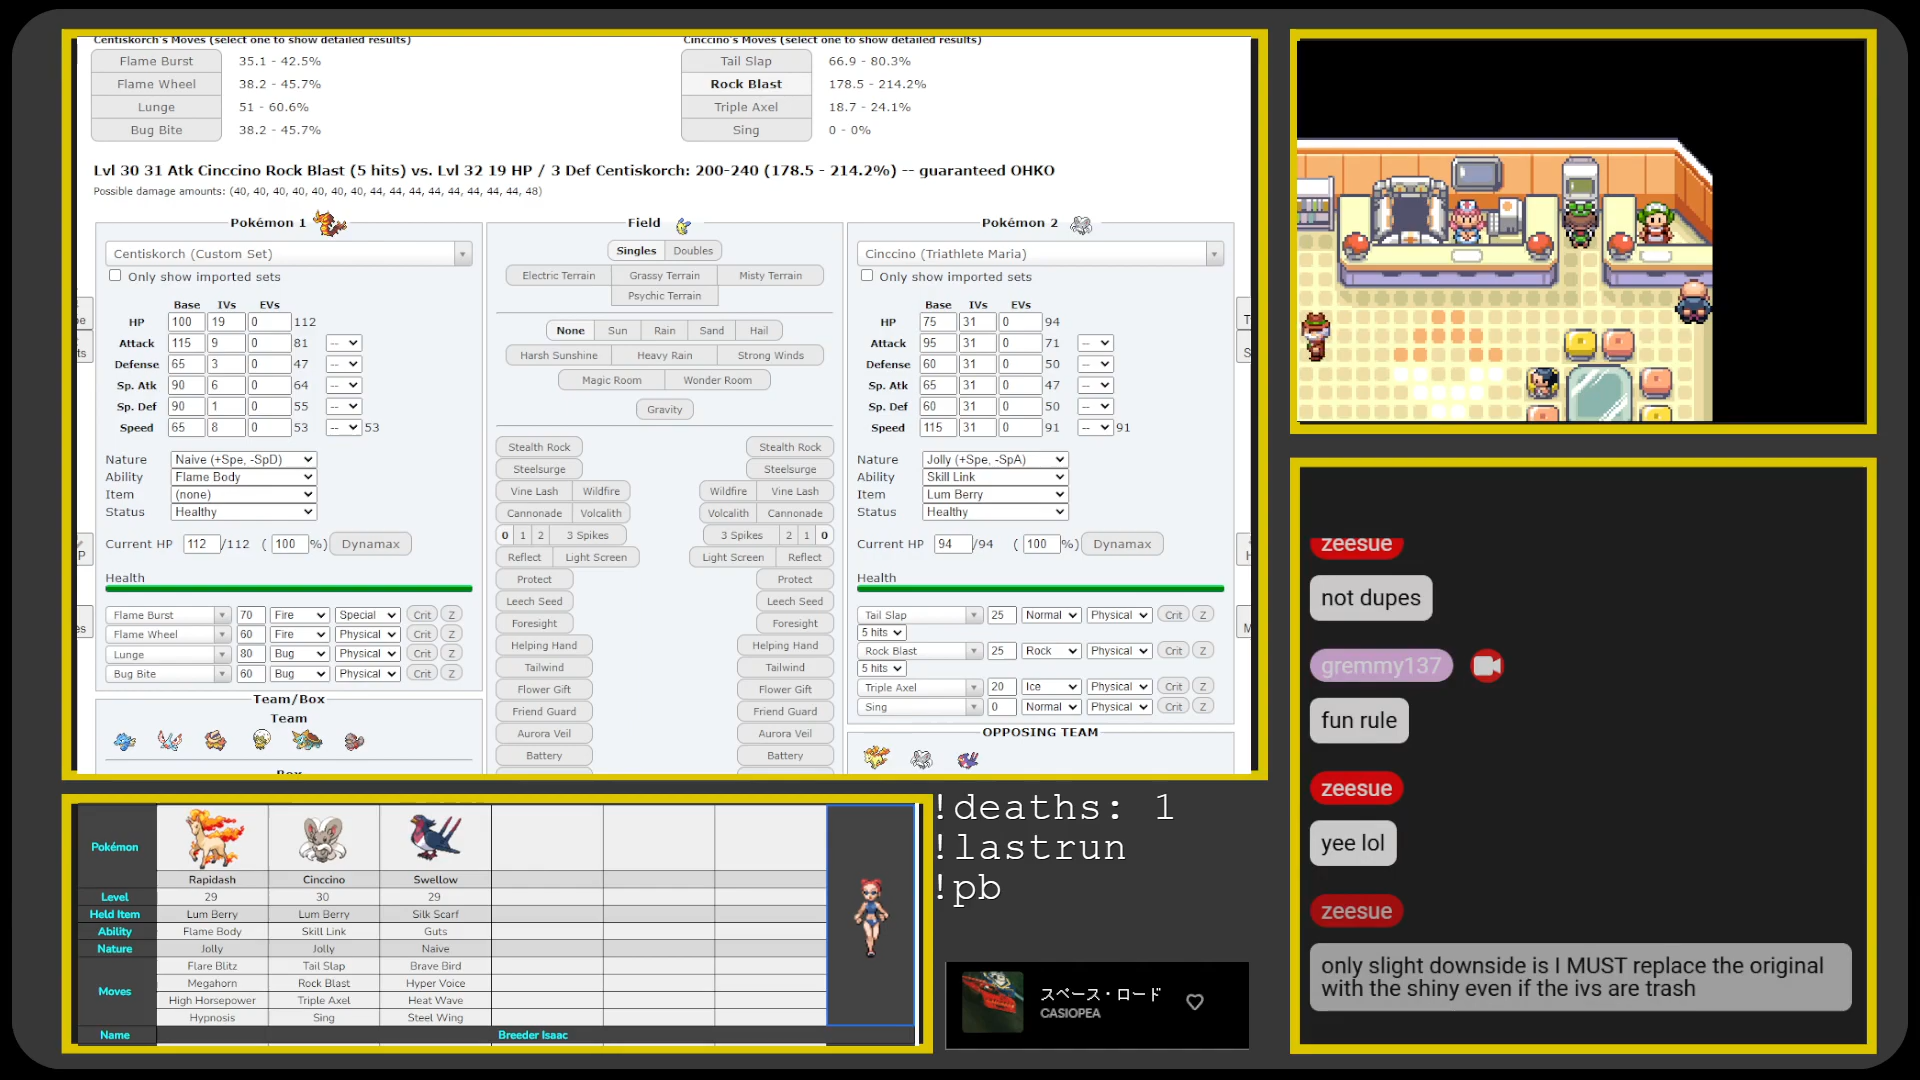 Centiskorch's Moves (select one to show detailed results)
Flame Burst 35.1 - 42.5%
Flame Wheel 38.2 - 45.7%
Lunge 51 - 60.6%
Bug Bite 38.2 - 45.7%
Cinccino's Moves (select one to show detailed results)
Tail Slap 66.9 - 80.3%
Rock Blast 178.5 - 214.2%
Triple Axel 18.7 - 24.1%
Sing 0 - 0%
Lvl 30 31 Atk Cinccino Rock Blast (5 hits) vs. Lvl 32 19 HP / 3 Def Centiskorch: 200-240 (178.5 - 214.2%) -- guaranteed OHKO
Possible damage amounts: (40, 40, 40, 40, 40, 40, 40, 44, 44, 44, 44, 44, 44, 44, 44, 48)
Pokémon 1
Centiskorch (Custom Set)
Only show imported sets
Base IVs EVs
HP 100 19 0 112
Attack 115 9 0 81 --
Defense 65 3 0 47 --
Sp. Atk 90 6 0 64 --
Sp. Def 90 1 0 55 --
Speed 65 8 0 53 -- 53
Nature Naive (+Spe, -SpD)
Ability Flame Body
Item (none)
Status Healthy
Current HP 112 /112 ( 100 %) Dynamax
Health
Flame Burst 70 Fire Special Crit Z
Flame Wheel 60 Fire Physical Crit Z
Lunge 80 Bug Physical Crit Z
Bug Bite 60 Bug Physical Crit Z
Team/Box
Team
Field
Singles Doubles
Electric Terrain Grassy Terrain Misty Terrain
Psychic Terrain
None Sun Rain Sand Hail
Harsh Sunshine Heavy Rain Strong Winds
Magic Room Wonder Room
Gravity
Stealth Rock Stealth Rock
Steelsurge Steelsurge
Vine Lash Wildfire Wildfire Vine Lash
Cannonade Volcalith Volcalith Cannonade
0 1 2 3 Spikes 3 Spikes 2 1 0
Reflect Light Screen Light Screen Reflect
Protect Protect
Leech Seed Leech Seed
Foresight Foresight
Helping Hand Helping Hand
Tailwind Tailwind
Flower Gift Flower Gift
Friend Guard Friend Guard
Aurora Veil Aurora Veil
Battery Battery
Pokémon 2
Cinccino (Triathlete Maria)
Only show imported sets
Base IVs EVs
HP 75 31 0 94
Attack 95 31 0 71 --
Defense 60 31 0 50 --
Sp. Atk 65 31 0 47 --
Sp. Def 60 31 0 50 --
Speed 115 31 0 91 -- 91
Nature Jolly (+Spe, -SpA)
Ability Skill Link
Item Lum Berry
Status Healthy
Current HP 94 /94 ( 100 %) Dynamax
Health
Tail Slap 25 Normal Physical Crit Z
5 hits
Rock Blast 25 Rock Physical Crit Z
5 hits
Triple Axel 20 Ice Physical Crit Z
Sing 0 Normal Physical Crit Z
OPPOSING TEAM
Pokémon
Rapidash Cinccino Swellow
Level 29 30 29
Held Item Lum Berry Lum Berry Silk Scarf
Ability Flame Body Skill Link Guts
Nature Jolly Jolly Naive
Moves
Flare Blitz Tail Slap Brave Bird
Megahorn Rock Blast Hyper Voice
High Horsepower Triple Axel Heat Wave
Hypnosis Sing Steel Wing
Name Breeder Isaac
!deaths: 1
!lastrun
!pb
スペース・ロード
CASIOPEA
zeesue
not dupes
gremmy137
fun rule
zeesue
yee lol
zeesue
only slight downside is I MUST replace the original
with the shiny even if the ivs are trash